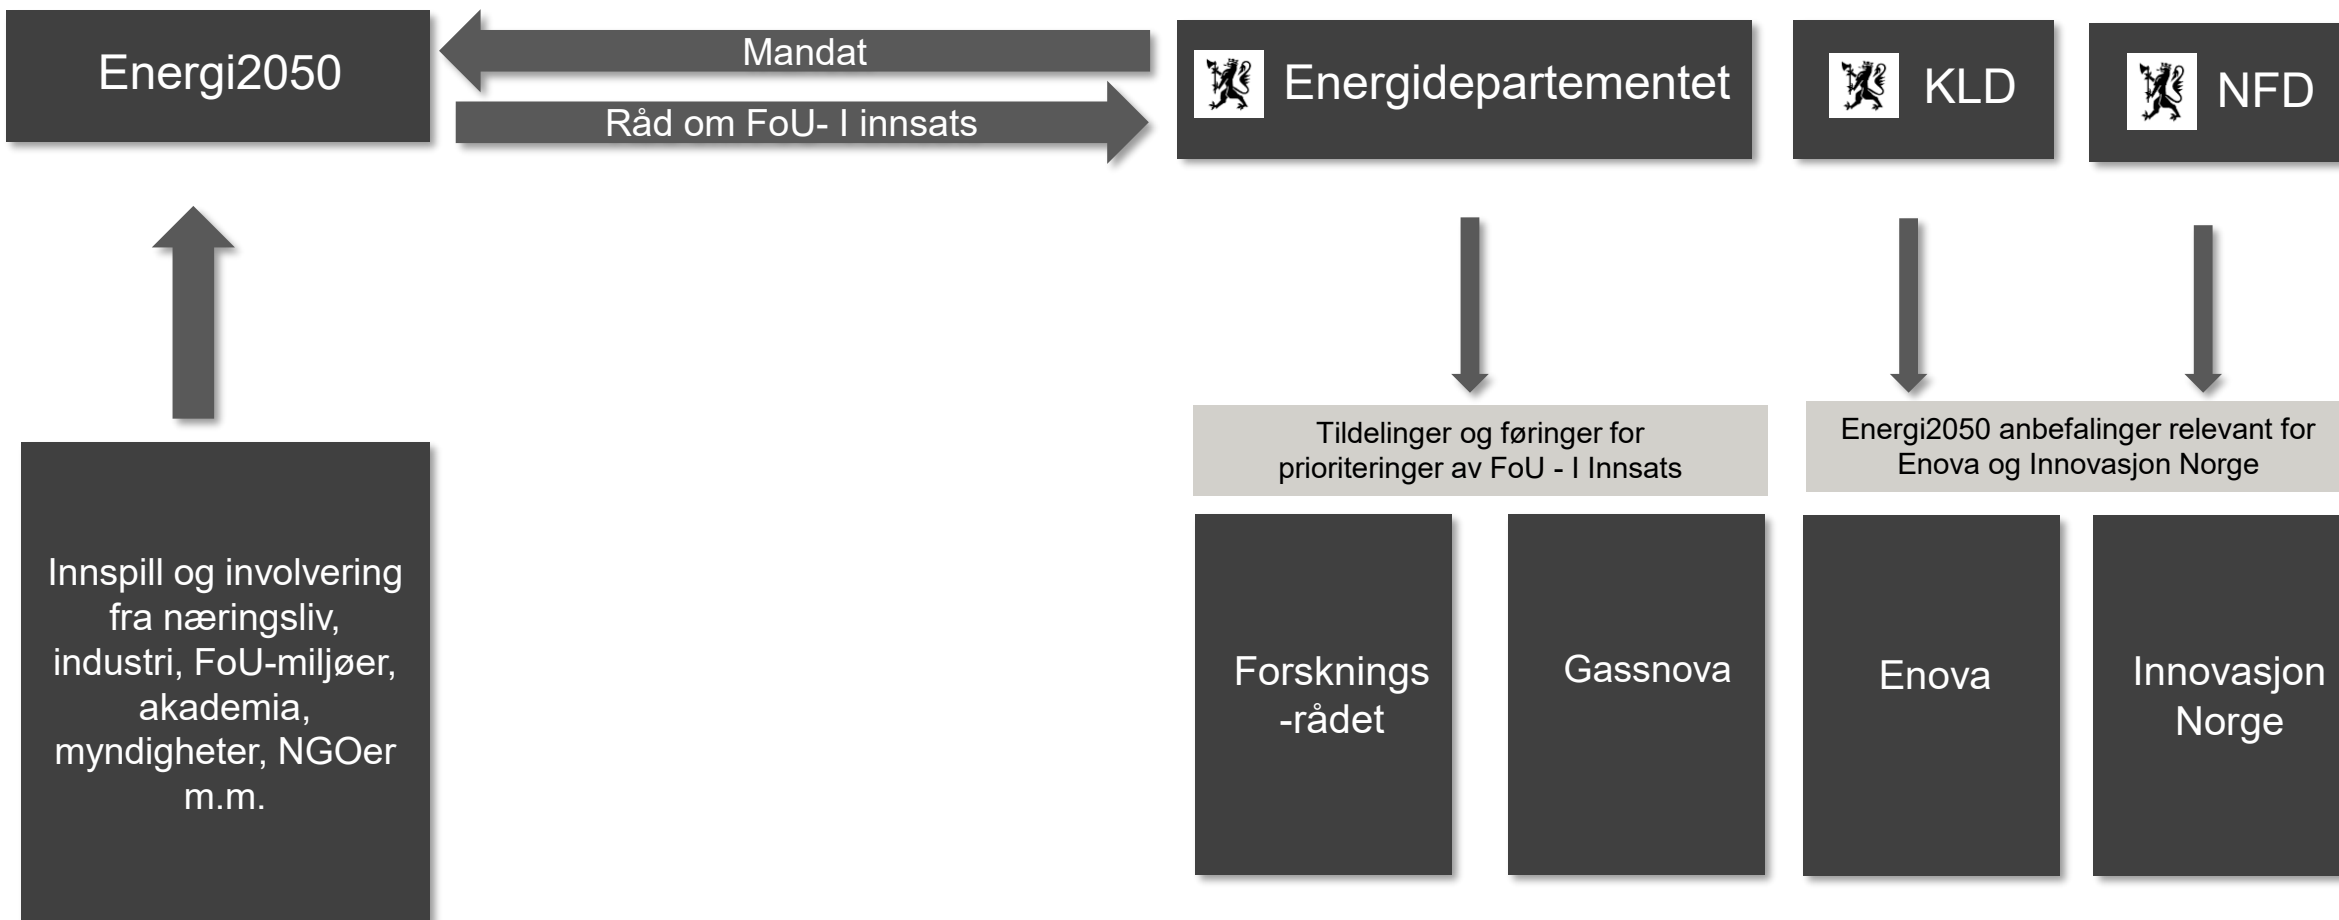 Energi2050
Mandat
Råd om FoU- I innsats
Energidepartementet
KLD
NFD
Tildelinger og føringer for
prioriteringer av FoU - I Innsats
Energi2050 anbefalinger relevant for
Enova og Innovasjon Norge
Innspill og involvering
fra næringsliv,
industri, FoU-miljøer,
akademia,
myndigheter, NGOer
m.m.
Forsknings
-rådet
Gassnova
Enova
Innovasjon
Norge